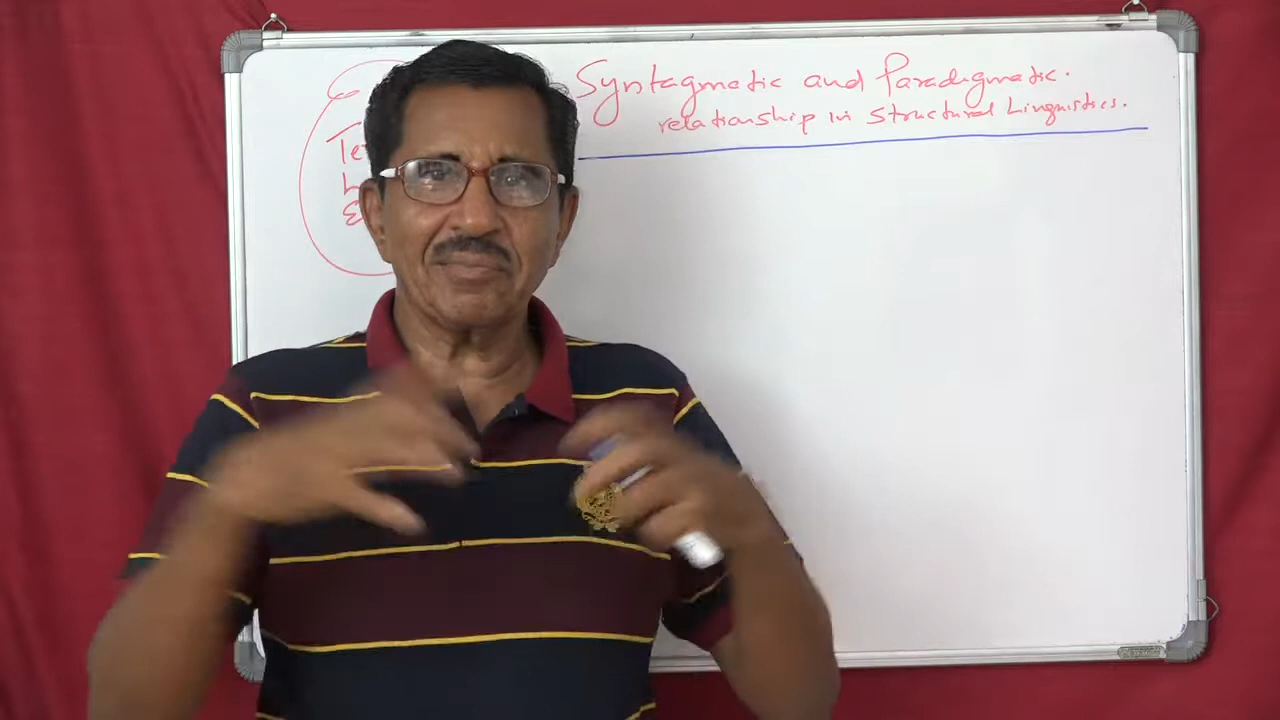 Syntagmatic and Paradigmatic.
relationship in Structural Linguistics.